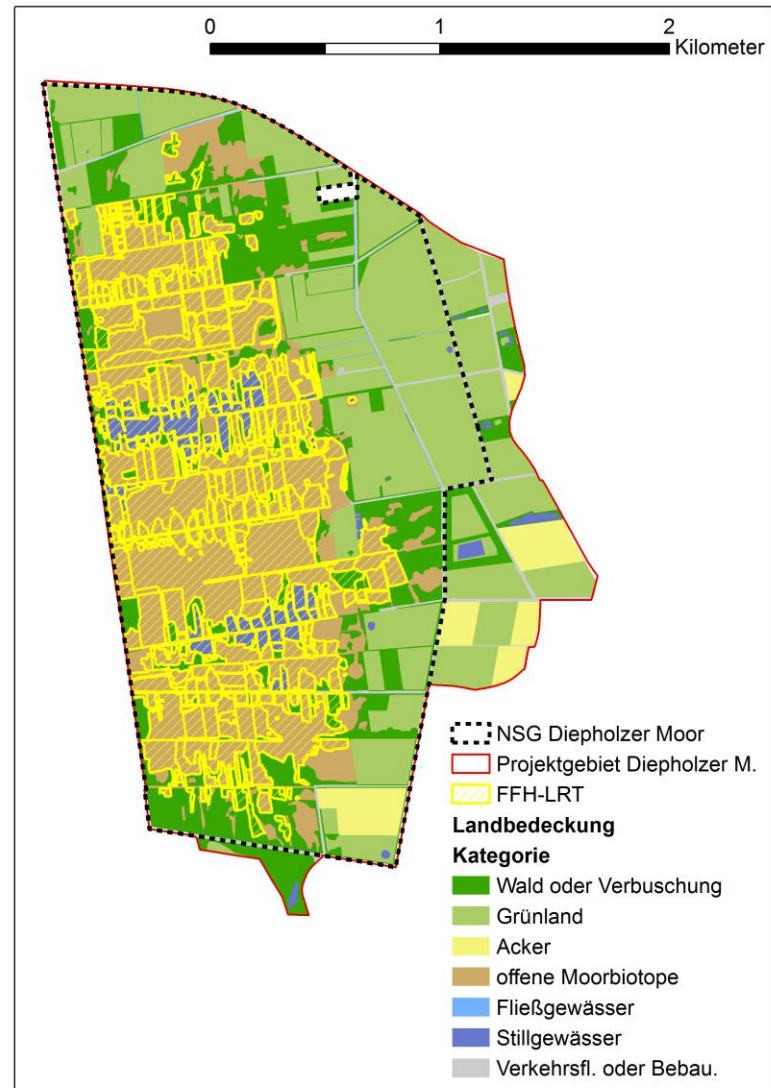 0 1 2
Kilometer
NSG Diepholzer Moor
Projektgebiet Diepholzer M.
FFH-LRT
Landbedeckung
Kategorie
Wald oder Verbuschung
Grünland
Acker
offene Moorbiotope
Fließgewässer
Stillgewässer
Verkehrsfl. oder Bebau.